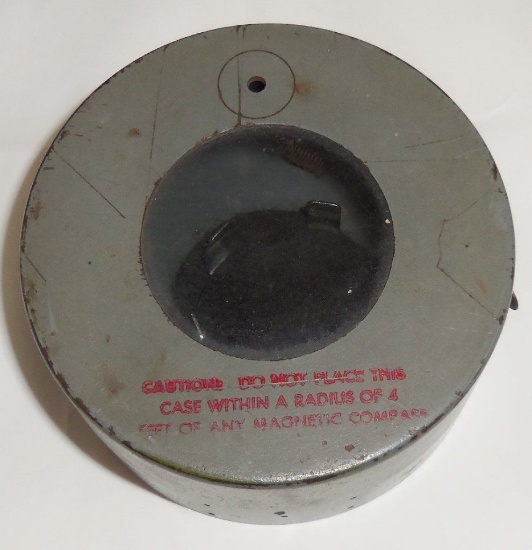 CAUTION: DO NOT PLACE THIS
CASE WITHIN A RADIUS OF 4
FEET OF ANY MAGNETIC COMPASS